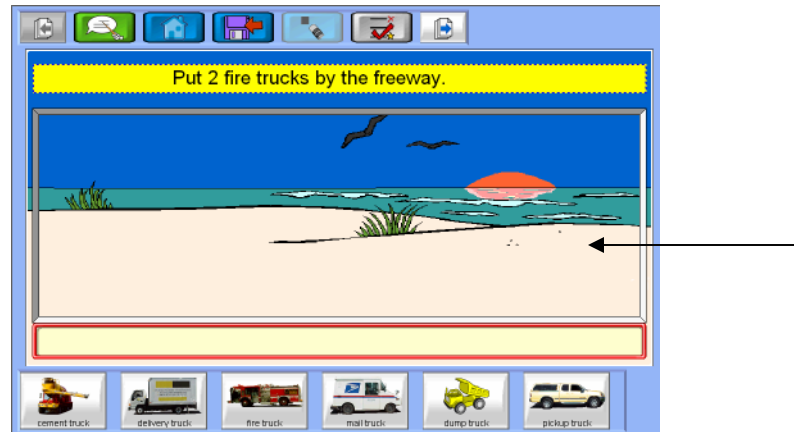 Put 2 fire trucks by the freeway.
cement truck
delivery truck
fire truck
mail truck
dump truck
pickup truck